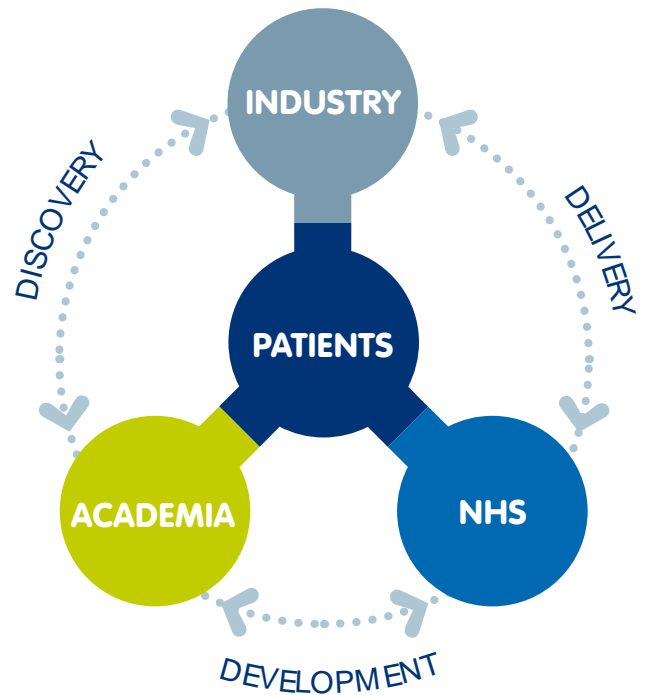 INDUSTRY
DISCOVERY
DELIVERY
PATIENTS
ACADEMIA
NHS
DEVELOPMENT